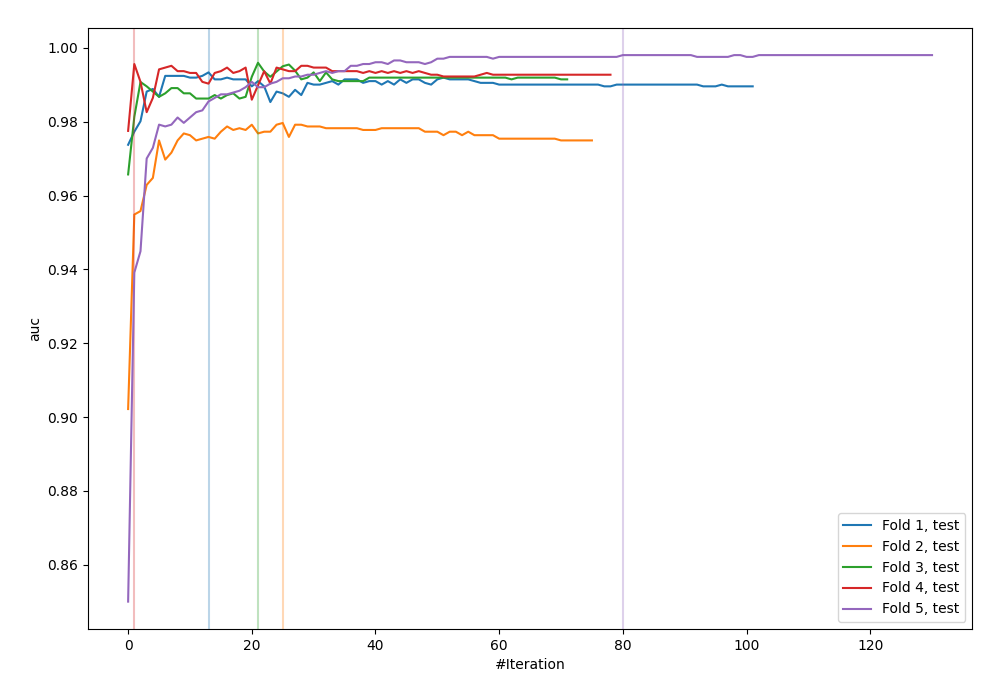 1.00
0.98
0.96
0.94
0.92
0.90
0.88
0.86
auc
0 20 40 60 80 100 120
#Iteration
Fold 1, test
Fold 2, test
Fold 3, test
Fold 4, test
Fold 5, test